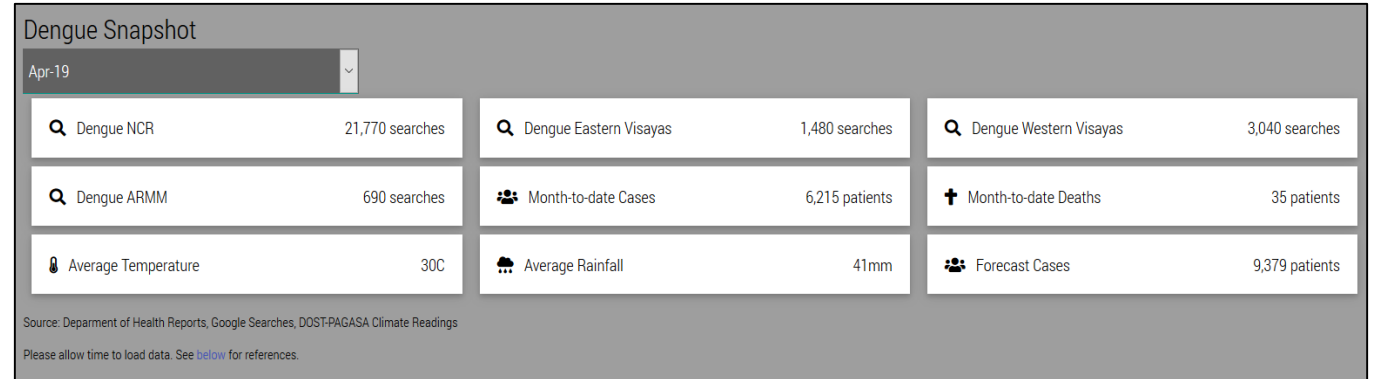 Dengue Snapshot
Apr-19
Dengue NCR 21,770 searches
Dengue Eastern Visayas 1,480 searches
Dengue Western Visayas 3,040 searches
Dengue ARMM 690 searches
Month-to-date Cases 6,215 patients
Month-to-date Deaths 35 patients
Average Temperature 30C
Average Rainfall 41mm
Forecast Cases 9,379 patients
Source: Deparment of Health Reports, Google Searches, DOST-PAGASA Climate Readings
Please allow time to load data. See below for references.